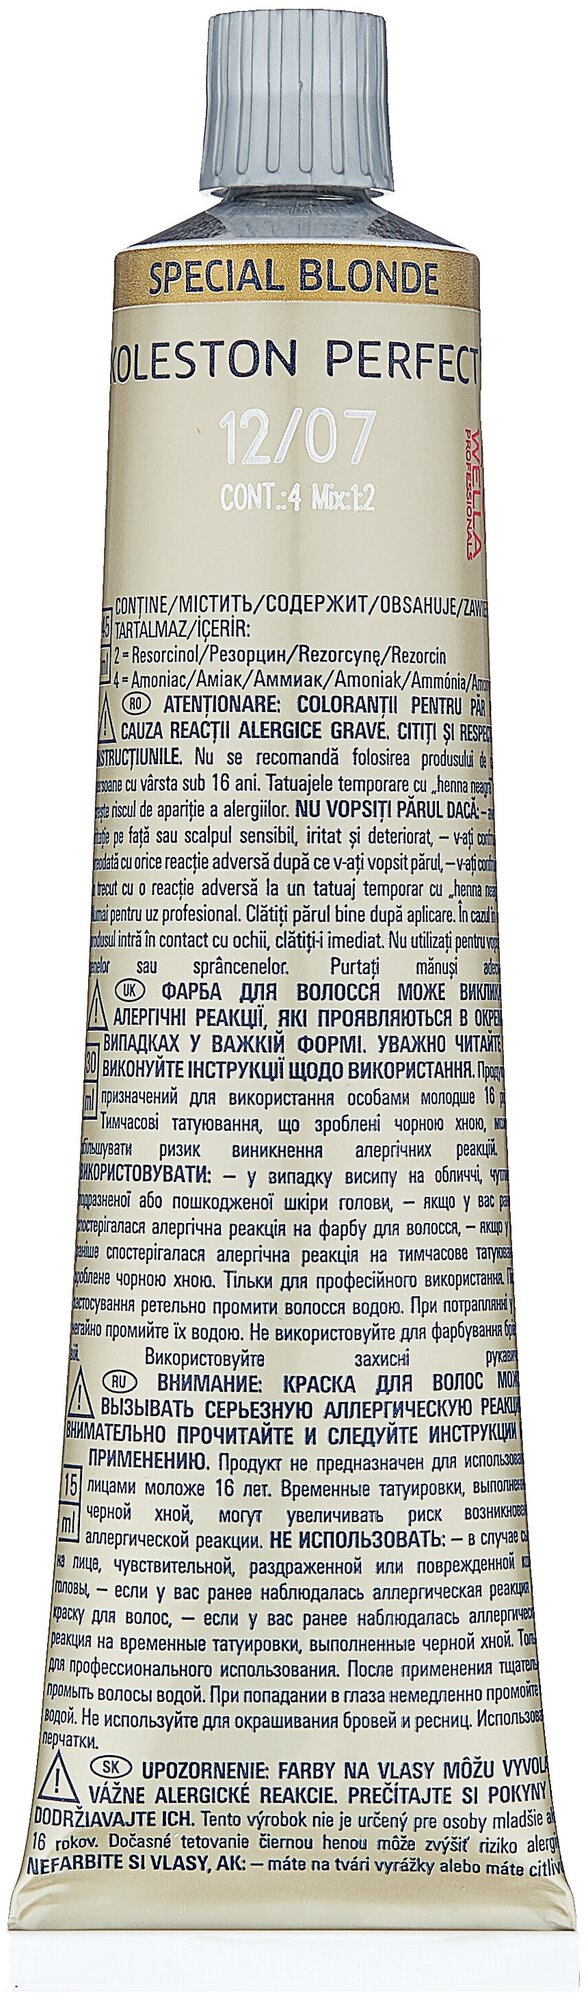 SPECIAL BLONDE
KOLESTON PERFECT
12/07
CONT.:4 Mix:1:2
WELLA
PROFESSIONALS
CONȚINE/МІСТИТЬ/СОДЕРЖИТ/OBSAHUJE/
TARTALMAZ/İÇERİR:
45
ml
2 = Resorcinol/Резорцин/Rezorcynę/Rezorcin
4 = Amoniac/Аміак/Аммиак/Amoniak/Ammónia/
RO ATENȚIONARE: COLORANȚII PENTRU PĂR
CAUZA REACȚII ALERGICE GRAVE. CITIȚI ȘI
INSTRUCȚIUNILE. Nu se recomandă folosirea produsului de
cu vârsta sub 16 ani. Tatuajele temporare cu „henna
riscul de apariție a alergiilor. NU VOPSIȚI PĂRUL DACĂ: –
pe față sau scalpul sensibil, iritat și deteriorat, – v-ați
cu orice reacție adversă după ce v-ați vopsit părul, – v-ați
trecut cu o reacție adversă la un tatuaj temporar cu „henna
pentru uz profesional. Clătiți părul bine după aplicare. În cazul în
intră în contact cu ochii, clătiți-i imediat. Nu utilizați pentru
sau sprâncenelor. Purtați mănuși
UK ФАРБА ДЛЯ ВОЛОССЯ МОЖЕ
АЛЕРГІЧНІ РЕАКЦІЇ, ЯКІ ПРОЯВЛЯЮТЬСЯ В
30
ml
ВИПАДКАХ У ВАЖКІЙ ФОРМІ. УВАЖНО ЧИТАЙТЕ
ВИКОНУЙТЕ ІНСТРУКЦІЇ ЩОДО ВИКОРИСТАННЯ.
призначений для використання особами молодше 16
Тимчасові татуювання, що зроблені чорною хною,
ризик виникнення алергічних реакцій.
ВИКОРИСТОВУВАТИ: – у випадку висипу на обличчі,
або пошкодженої шкіри голови, – якщо у вас
спостерігалася алергічна реакція на фарбу для волосся, – якщо у
раніше спостерігалася алергічна реакція на тимчасове
зроблене чорною хною. Тільки для професійного використання.
застосування ретельно промити волосся водою. При потраплянні у
негайно промийте їх водою. Не використовуйте для фарбування
Використовуйте захисні
RU ВНИМАНИЕ: КРАСКА ДЛЯ ВОЛОС
ВЫЗЫВАТЬ СЕРЬЕЗНУЮ АЛЛЕРГИЧЕСКУЮ
ВНИМАТЕЛЬНО ПРОЧИТАЙТЕ И СЛЕДУЙТЕ ИНСТРУКЦИИ
ПРИМЕНЕНИЮ. Продукт не предназначен для
15
ml
лицами моложе 16 лет. Временные татуировки,
черной хной, могут увеличивать риск
аллергической реакции. НЕ ИСПОЛЬЗОВАТЬ: – в случае
на лице, чувствительной, раздраженной или поврежденной
головы, – если у вас ранее наблюдалась аллергическая реакция
краску для волос, – если у вас ранее наблюдалась
реакция на временные татуировки, выполненные черной хной.
для профессионального использования. После применения
промыть волосы водой. При попадании в глаза немедленно
водой. Не используйте для окрашивания бровей и ресниц.
перчатки.
SK UPOZORNENIE: FARBY NA VLASY MÔŽU
VÁŽNE ALERGICKÉ REAKCIE. PREČÍTAJTE SI POKYNY
DODRŽIAVAJTE ICH. Tento výrobok nie je určený pre osoby mladšie ako
16 rokov. Dočasné tetovanie čiernou henou môže zvýšiť riziko
NEFARBITE SI VLASY, AK: – máte na tvári vyrážky alebo máte